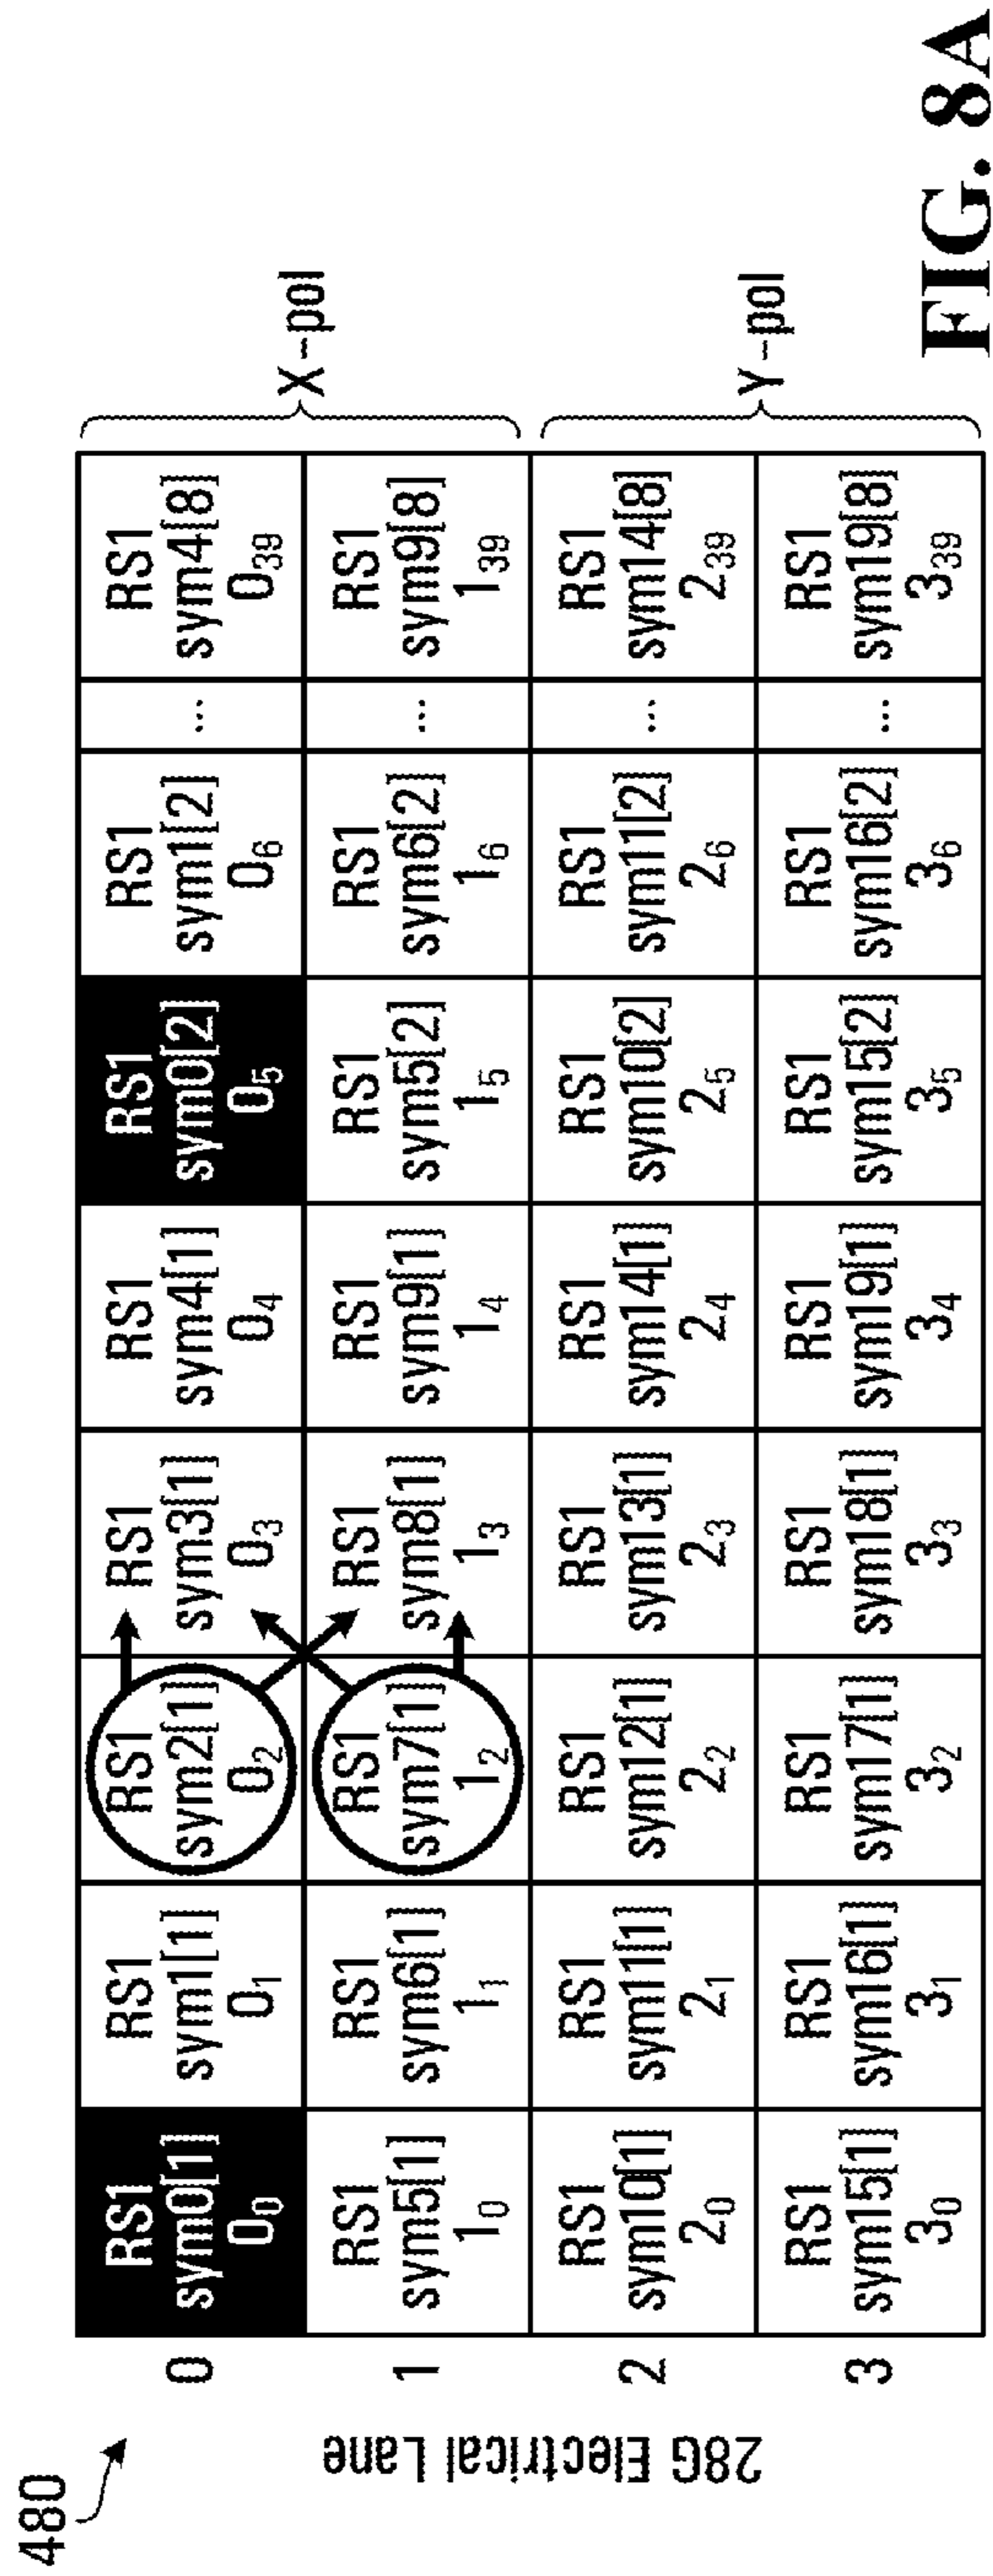 480
28G Electrical Lane
0
RS1
sym0[1]
0₀
RS1
sym1[1]
0₁
RS1
sym2[1]
0₂
RS1
sym3[1]
0₃
RS1
sym4[1]
0₄
RS1
sym0[2]
0₅
RS1
sym1[2]
0₆
...
RS1
sym4[8]
0₃₉
1
RS1
sym5[1]
1₀
RS1
sym6[1]
1₁
RS1
sym7[1]
1₂
RS1
sym8[1]
1₃
RS1
sym9[1]
1₄
RS1
sym5[2]
1₅
RS1
sym6[2]
1₆
...
RS1
sym9[8]
1₃₉
X-pol
2
RS1
sym10[1]
2₀
RS1
sym11[1]
2₁
RS1
sym12[1]
2₂
RS1
sym13[1]
2₃
RS1
sym14[1]
2₄
RS1
sym10[2]
2₅
RS1
sym11[2]
2₆
...
RS1
sym14[8]
2₃₉
3
RS1
sym15[1]
3₀
RS1
sym16[1]
3₁
RS1
sym17[1]
3₂
RS1
sym18[1]
3₃
RS1
sym19[1]
3₄
RS1
sym15[2]
3₅
RS1
sym16[2]
3₆
...
RS1
sym19[8]
3₃₉
Y-pol
FIG. 8A